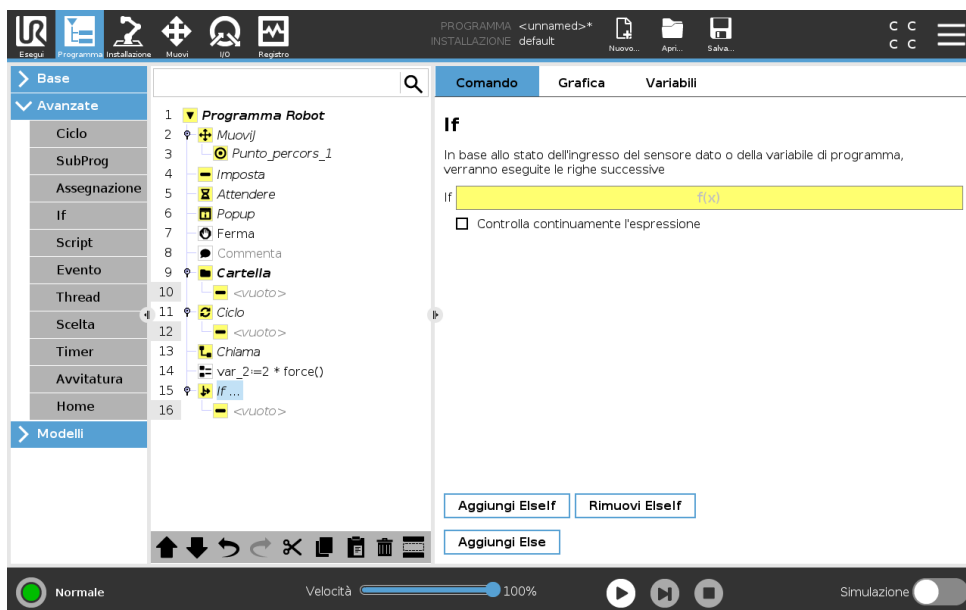 UR
PROGRAMMA <unnamed>*
INSTALLAZIONE default
Esegui Programma Installazione Muovi I/O Registro
Nuovo... Apri... Salva...
C C
C C
Base
Avanzate
Ciclo
SubProg
Assegnazione
If
Script
Evento
Thread
Scelta
Timer
Avvitatura
Home
Modelli
1 Programma Robot
2 MuoviJ
3 Punto_percors_1
4 Imposta
5 Attendere
6 Popup
7 Ferma
8 Commenta
9 Cartella
10 <vuoto>
11 Ciclo
12 <vuoto>
13 Chiama
14 var_2:=2 * force()
15 If ...
16 <vuoto>
Comando Grafica Variabili
If
In base allo stato dell'ingresso del sensore dato o della variabile di programma,
verranno eseguite le righe successive
If f(x)
Controlla continuamente l'espressione
Aggiungi ElseIf Rimuovi ElseIf
Aggiungi Else
Normale Velocità 100% Simulazione